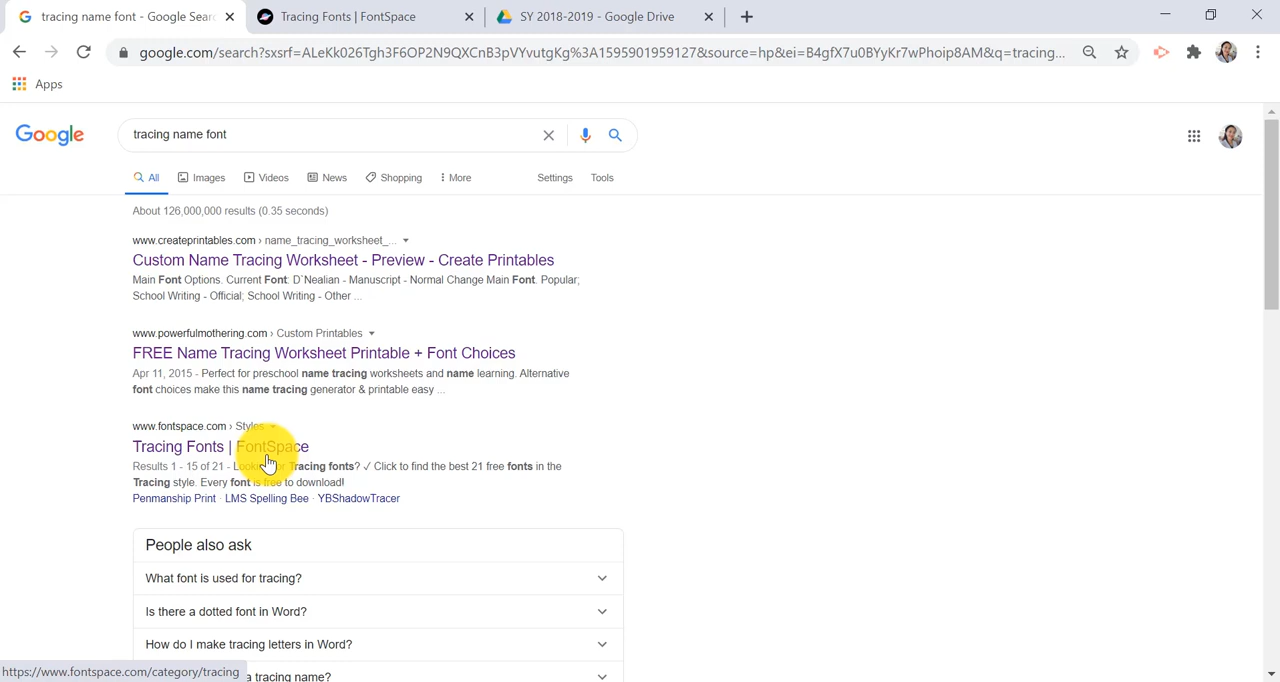 tracing name font - Google Sear
Tracing Fonts | FontSpace
SY 2018-2019 - Google Drive
google.com/search?sxsrf=ALeKk026Tgh3F6OP2N9QXCnB3pVYvutgKg%3A1595901959127&source=hp&ei=B4gfX7u0BYyKr7wPhoip8AM&q=tracing...
Apps
Google
tracing name font
All
Images
Videos
News
Shopping
More
Settings
Tools
About 126,000,000 results (0.35 seconds)
www.createprintables.com › name_tracing_worksheet_...
Custom Name Tracing Worksheet - Preview - Create Printables
Main Font Options. Current Font: D`Nealian - Manuscript - Normal Change Main Font. Popular;
School Writing - Official; School Writing - Other ...
www.powerfulmothering.com › Custom Printables
FREE Name Tracing Worksheet Printable + Font Choices
Apr 11, 2015 - Perfect for preschool name tracing worksheets and name learning. Alternative
font choices make this name tracing generator & printable easy ...
www.fontspace.com › Styles
Tracing Fonts | FontSpace
Results 1 - 15 of 21 - Looking for Tracing fonts? ✓ Click to find the best 21 free fonts in the
Tracing style. Every font is free to download!
Penmanship Print · LMS Spelling Bee · YBShadowTracer
People also ask
What font is used for tracing?
Is there a dotted font in Word?
How do I make tracing letters in Word?
a tracing name?
https://www.fontspace.com/category/tracing